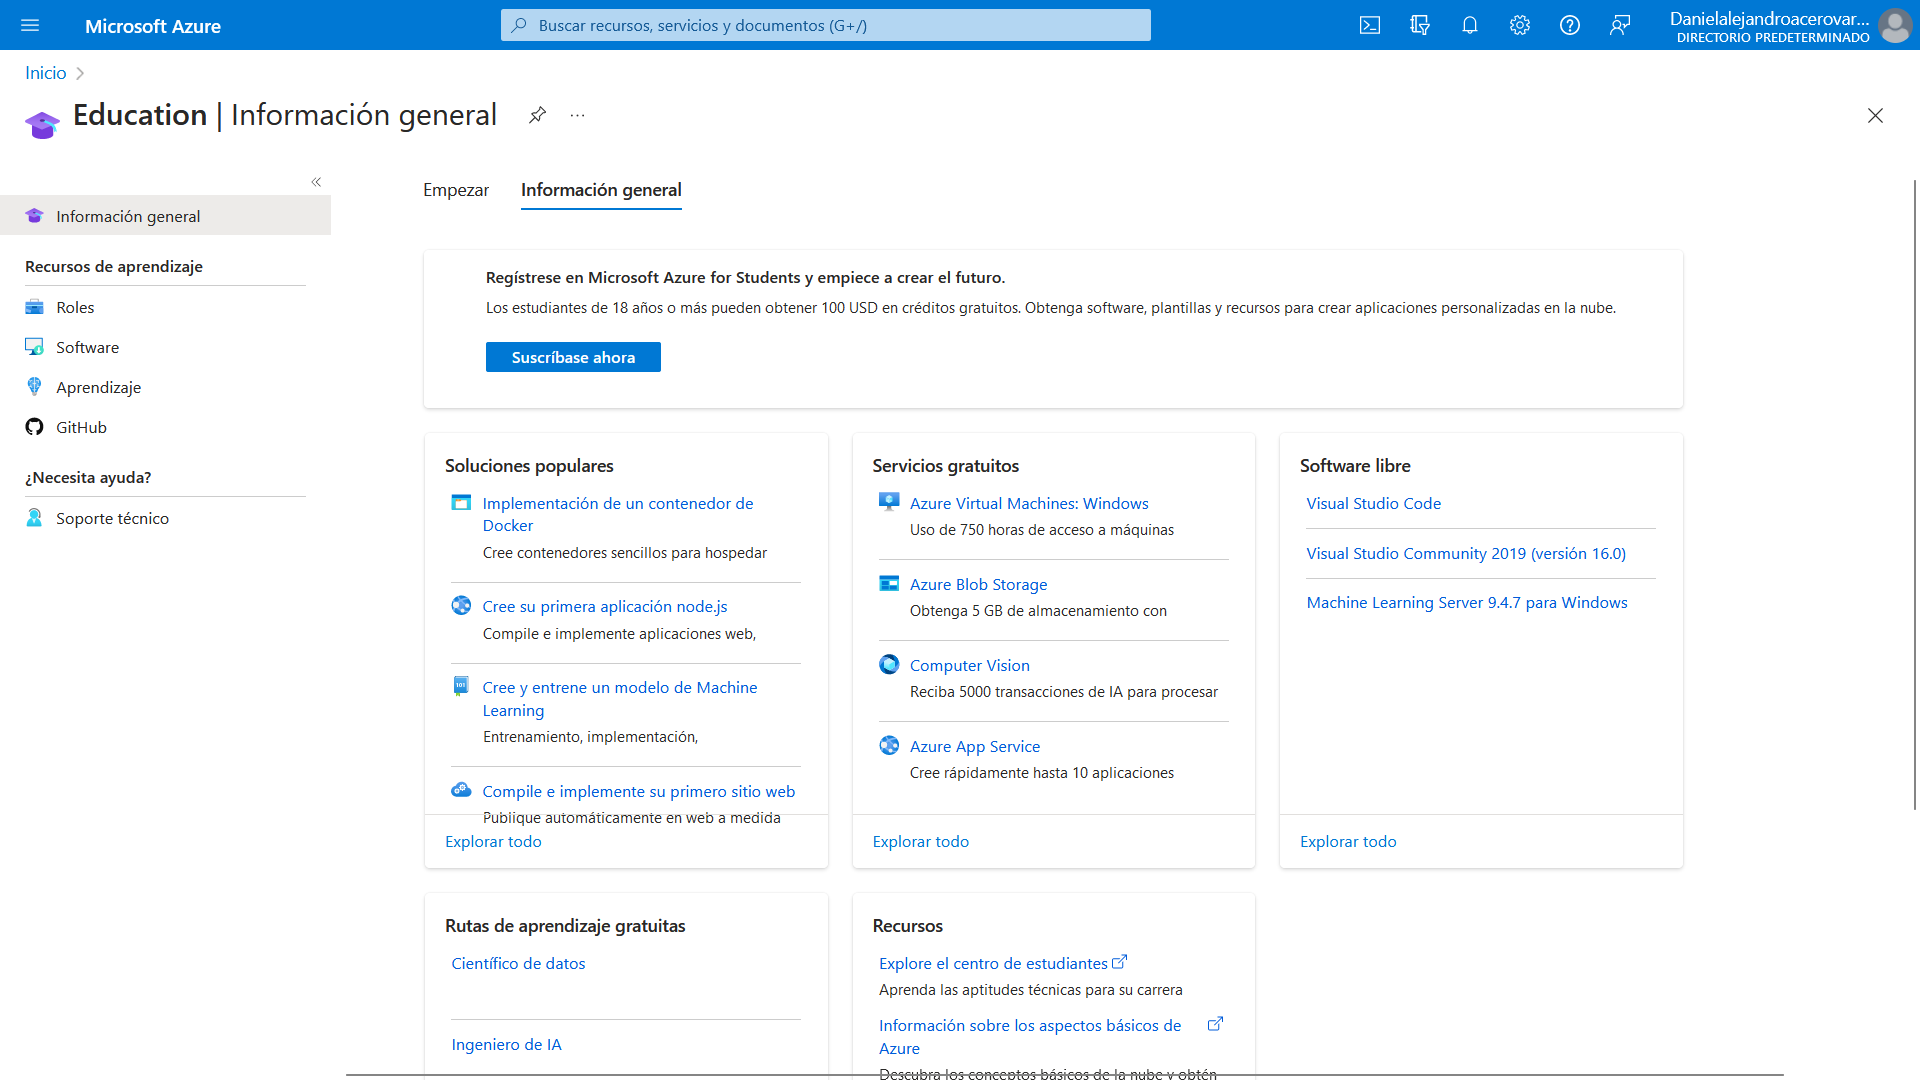 Microsoft Azure
Buscar recursos, servicios y documentos (G+/)
Danielalejandroacerovar...
DIRECTORIO PREDETERMINADO
Inicio
Education | Información general
Información general
Recursos de aprendizaje
Roles
Software
Aprendizaje
GitHub
¿Necesita ayuda?
Soporte técnico
Empezar
Información general
Regístrese en Microsoft Azure for Students y empiece a crear el futuro.
Los estudiantes de 18 años o más pueden obtener 100 USD en créditos gratuitos. Obtenga software, plantillas y recursos para crear aplicaciones personalizadas en la nube.
Suscríbase ahora
Soluciones populares
Implementación de un contenedor de
Docker
Cree contenedores sencillos para hospedar
Cree su primera aplicación node.js
Compile e implemente aplicaciones web,
Cree y entrene un modelo de Machine
Learning
Entrenamiento, implementación,
Compile e implemente su primero sitio web
Publique automáticamente en web a medida
Explorar todo
Servicios gratuitos
Azure Virtual Machines: Windows
Uso de 750 horas de acceso a máquinas
Azure Blob Storage
Obtenga 5 GB de almacenamiento con
Computer Vision
Reciba 5000 transacciones de IA para procesar
Azure App Service
Cree rápidamente hasta 10 aplicaciones
Explorar todo
Software libre
Visual Studio Code
Visual Studio Community 2019 (versión 16.0)
Machine Learning Server 9.4.7 para Windows
Explorar todo
Rutas de aprendizaje gratuitas
Científico de datos
Ingeniero de IA
Recursos
Explore el centro de estudiantes
Aprenda las aptitudes técnicas para su carrera
Información sobre los aspectos básicos de
Azure
Descubra los conceptos básicos de la nube y obtén